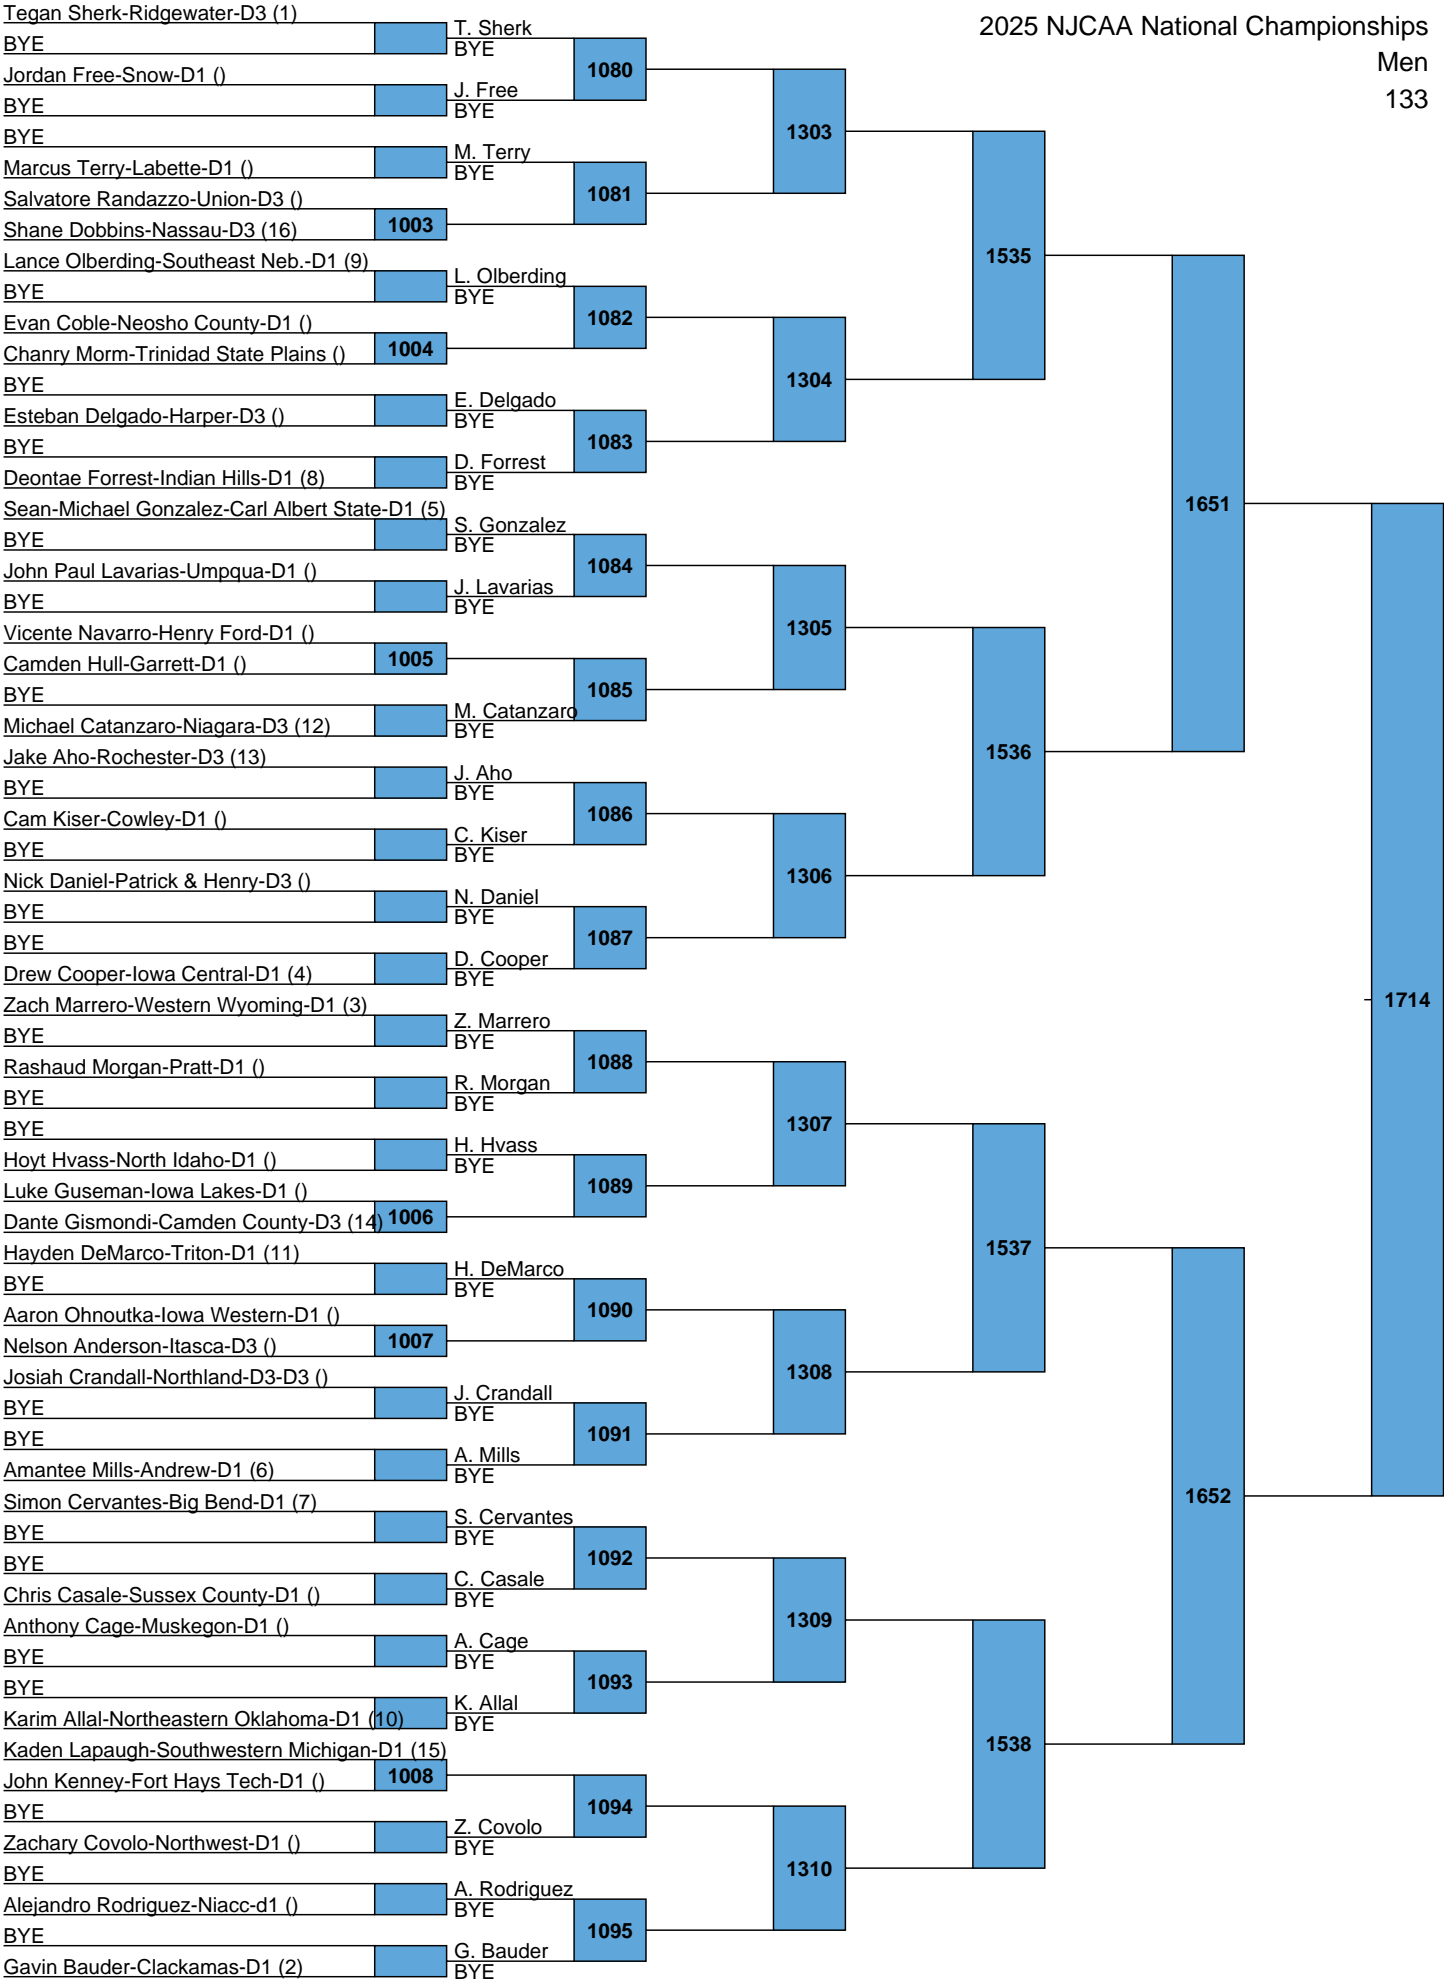 2025 NJCAA National Championships
Men
133
Tegan Sherk-Ridgewater-D3 (1)
BYE
Jordan Free-Snow-D1 ()
BYE
BYE
Marcus Terry-Labette-D1 ()
Salvatore Randazzo-Union-D3 ()
Shane Dobbins-Nassau-D3 (16)
Lance Olberding-Southeast Neb.-D1 (9)
BYE
Evan Coble-Neosho County-D1 ()
Chanry Morm-Trinidad State Plains ()
BYE
Esteban Delgado-Harper-D3 ()
BYE
Deontae Forrest-Indian Hills-D1 (8)
Sean-Michael Gonzalez-Carl Albert State-D1 (5)
BYE
John Paul Lavarias-Umpqua-D1 ()
BYE
Vicente Navarro-Henry Ford-D1 ()
Camden Hull-Garrett-D1 ()
BYE
Michael Catanzaro-Niagara-D3 (12)
Jake Aho-Rochester-D3 (13)
BYE
Cam Kiser-Cowley-D1 ()
BYE
Nick Daniel-Patrick & Henry-D3 ()
BYE
BYE
Drew Cooper-Iowa Central-D1 (4)
Zach Marrero-Western Wyoming-D1 (3)
BYE
Rashaud Morgan-Pratt-D1 ()
BYE
BYE
Hoyt Hvass-North Idaho-D1 ()
Luke Guseman-Iowa Lakes-D1 ()
Dante Gismondi-Camden County-D3 (14)
Hayden DeMarco-Triton-D1 (11)
BYE
Aaron Ohnoutka-Iowa Western-D1 ()
Nelson Anderson-Itasca-D3 ()
Josiah Crandall-Northland-D3-D3 ()
BYE
BYE
Amantee Mills-Andrew-D1 (6)
Simon Cervantes-Big Bend-D1 (7)
BYE
BYE
Chris Casale-Sussex County-D1 ()
Anthony Cage-Muskegon-D1 ()
BYE
BYE
Karim Allal-Northeastern Oklahoma-D1 (10)
Kaden Lapaugh-Southwestern Michigan-D1 (15)
John Kenney-Fort Hays Tech-D1 ()
BYE
Zachary Covolo-Northwest-D1 ()
BYE
Alejandro Rodriguez-Niacc-d1 ()
BYE
Gavin Bauder-Clackamas-D1 (2)
1003
1004
1005
1006
1007
1008
T. Sherk
BYE
J. Free
BYE
M. Terry
BYE
L. Olberding
BYE
E. Delgado
BYE
D. Forrest
BYE
S. Gonzalez
BYE
J. Lavarias
BYE
M. Catanzaro
BYE
J. Aho
BYE
C. Kiser
BYE
N. Daniel
BYE
D. Cooper
BYE
Z. Marrero
BYE
R. Morgan
BYE
H. Hvass
BYE
H. DeMarco
BYE
J. Crandall
BYE
A. Mills
BYE
S. Cervantes
BYE
C. Casale
BYE
A. Cage
BYE
K. Allal
BYE
Z. Covolo
BYE
A. Rodriguez
BYE
G. Bauder
BYE
1080
1081
1082
1083
1084
1085
1086
1087
1088
1089
1090
1091
1092
1093
1094
1095
1303
1304
1305
1306
1307
1308
1309
1310
1535
1536
1537
1538
1651
1652
1714